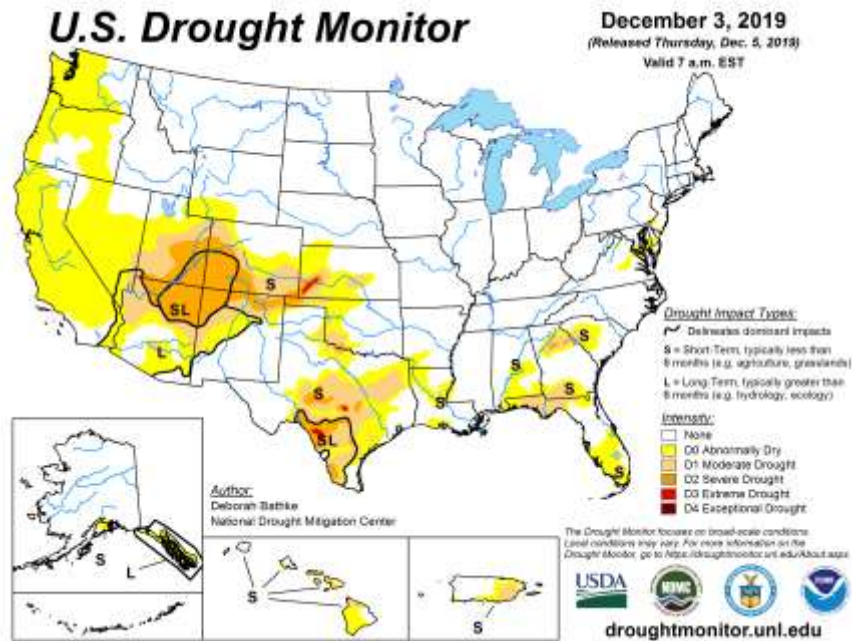 U.S. Drought Monitor
December 3, 2019
(Released Thursday, Dec. 5, 2019)
Valid 7 a.m. EST
S
SL
L
S
SL
S
S
S
S
S
Drought Impact Types:
Delineates dominant impacts
S = Short-Term, typically less than
6 months (e.g. agriculture, grasslands)
L = Long-Term, typically greater than
6 months (e.g. hydrology, ecology)
Intensity:
None
D0 Abnormally Dry
D1 Moderate Drought
D2 Severe Drought
D3 Extreme Drought
D4 Exceptional Drought
Author:
Deborah Bathke
National Drought Mitigation Center
S
L
S
S
The Drought Monitor focuses on broad-scale conditions.
Local conditions may vary. For more information on the
Drought Monitor, go to https://droughtmonitor.unl.edu/About.aspx
USDA
NDMC
droughtmonitor.unl.edu